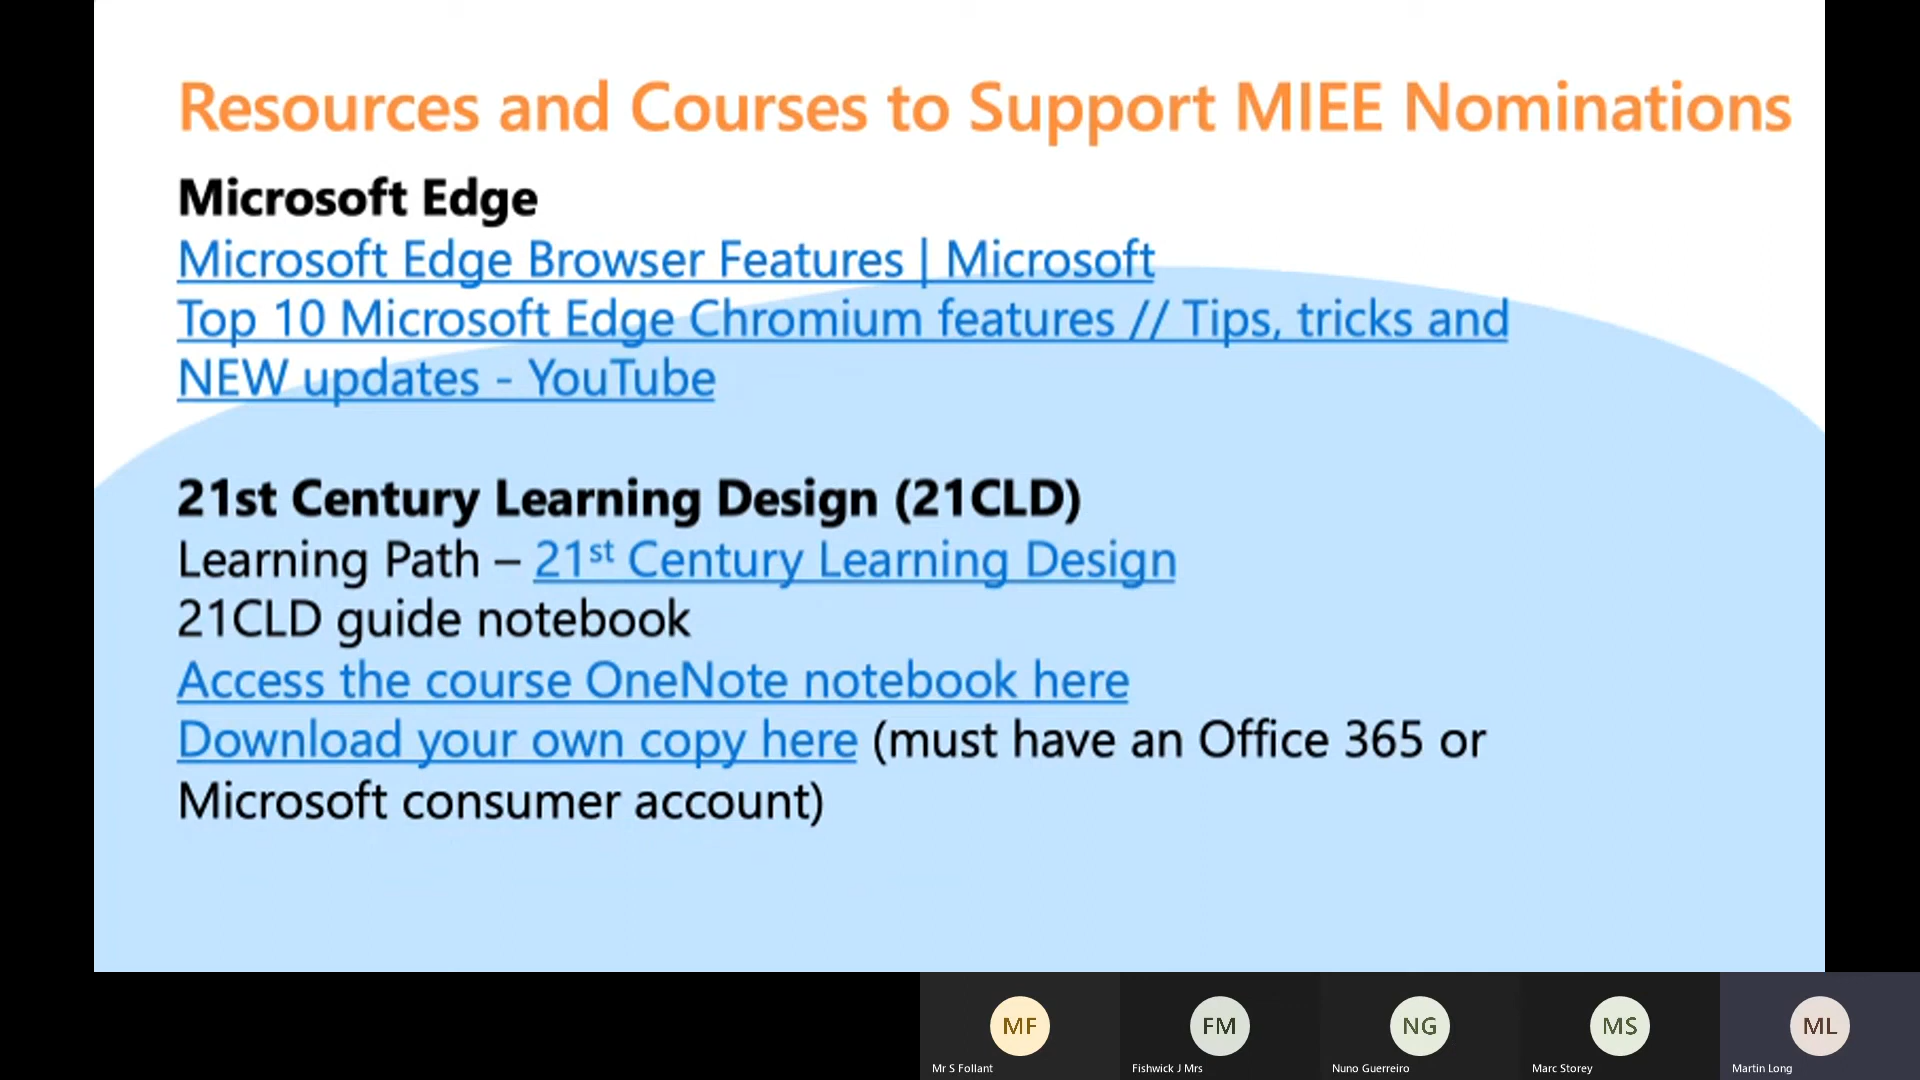 Resources and Courses to Support MIEE Nominations
Microsoft Edge
Microsoft Edge Browser Features | Microsoft
Top 10 Microsoft Edge Chromium features // Tips, tricks and
NEW updates - YouTube
21st Century Learning Design (21CLD)
Learning Path – 21st Century Learning Design
21CLD guide notebook
Access the course OneNote notebook here
Download your own copy here (must have an Office 365 or
Microsoft consumer account)
MF
FM
NG
MS
ML
Mr S Follant
Fishwick J Mrs
Nuno Guerreiro
Marc Storey
Martin Long